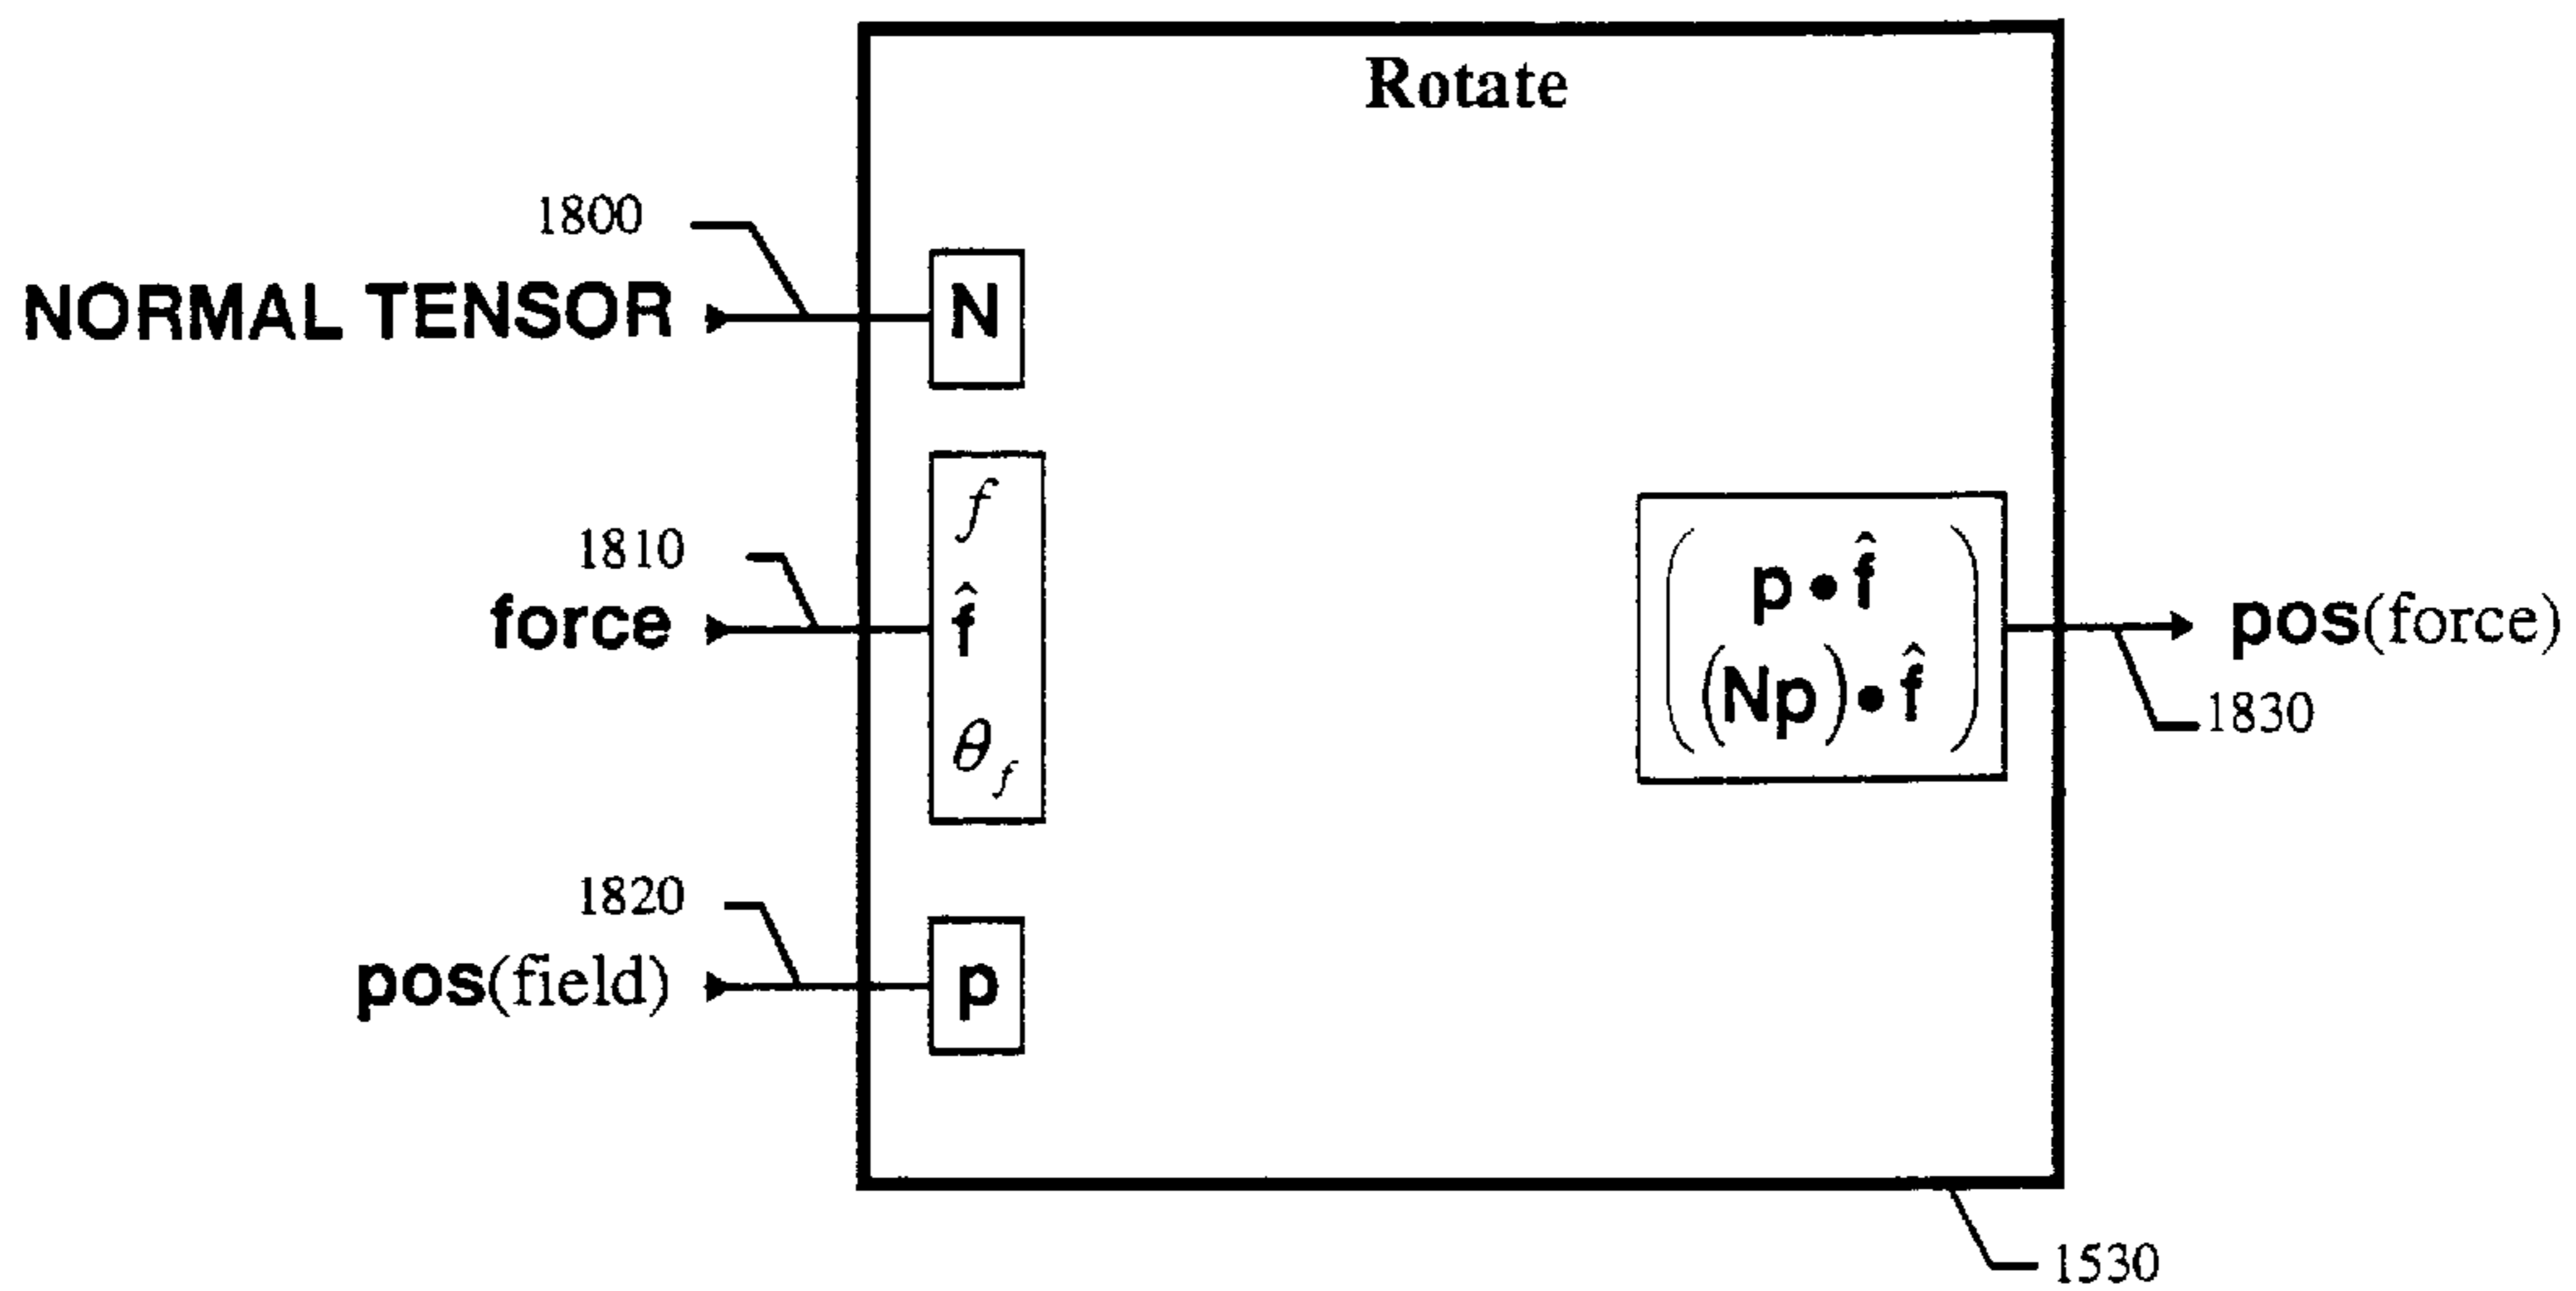 Rotate
1800
NORMAL TENSOR
N
f
1810
force
f̂
p • f̂
(Np) • f̂
pos(force)
1830
θ_f
1820
pos(field)
p
1530